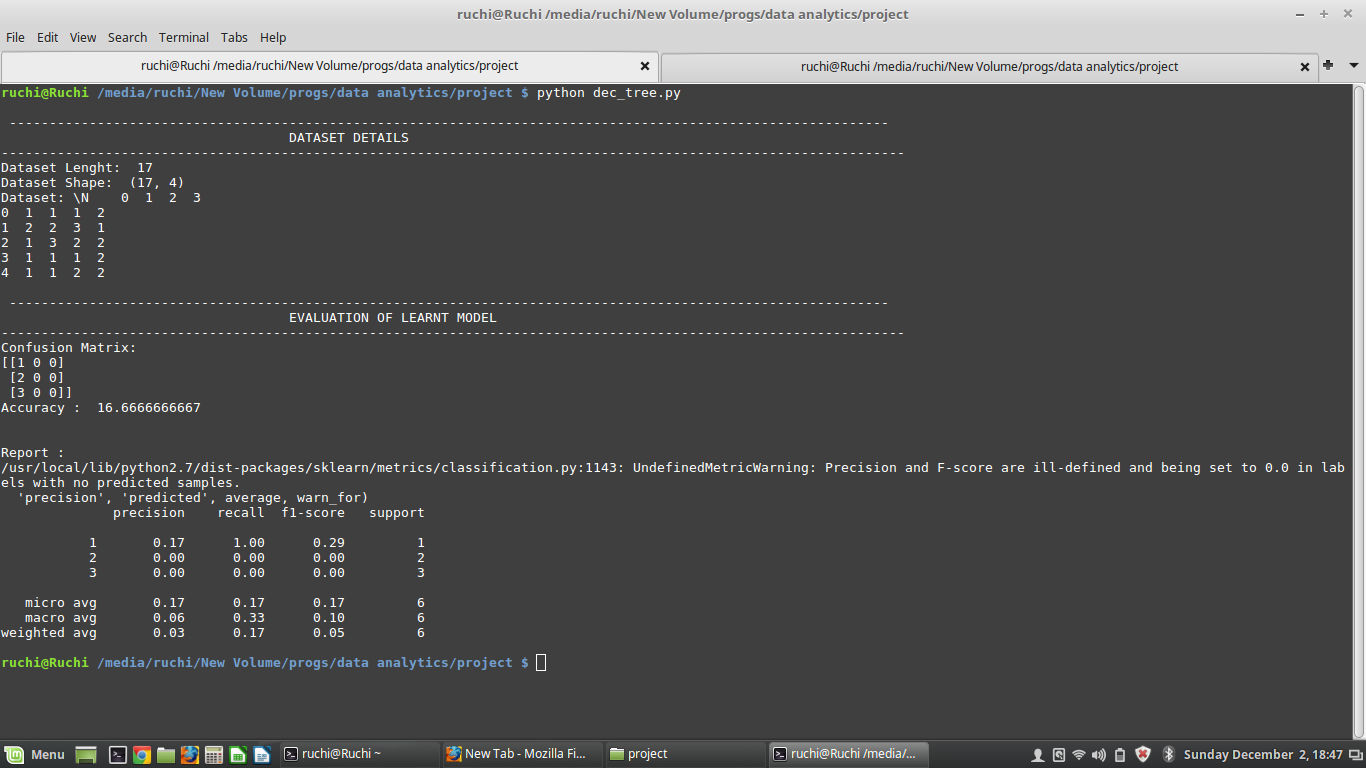 ruchi@Ruchi /media/ruchi/New Volume/progs/data analytics/project
File Edit View Search Terminal Tabs Help
ruchi@Ruchi /media/ruchi/New Volume/progs/data analytics/project ruchi@Ruchi /media/ruchi/New Volume/progs/data analytics/project
ruchi@Ruchi /media/ruchi/New Volume/progs/data analytics/project $ python dec_tree.py
--------------------------------------------------------------------------------------------------------------
DATASET DETAILS
-----------------------------------------------------------------------------------------------------------------
Dataset Lenght:  17
Dataset Shape:  (17, 4)
Dataset: \N    0  1  2  3
0  1  1  1  2
1  2  2  3  1
2  1  3  2  2
3  1  1  1  2
4  1  1  2  2
--------------------------------------------------------------------------------------------------------------
EVALUATION OF LEARNT MODEL
-----------------------------------------------------------------------------------------------------------------
Confusion Matrix:
[[1 0 0]
 [2 0 0]
 [3 0 0]]
Accuracy :  16.6666666667
Report :
/usr/local/lib/python2.7/dist-packages/sklearn/metrics/classification.py:1143: UndefinedMetricWarning: Precision and F-score are ill-defined and being set to 0.0 in lab
els with no predicted samples.
  'precision', 'predicted', average, warn_for)
              precision    recall  f1-score   support
           1       0.17      1.00      0.29         1
           2       0.00      0.00      0.00         2
           3       0.00      0.00      0.00         3
   micro avg       0.17      0.17      0.17         6
   macro avg       0.06      0.33      0.10         6
weighted avg       0.03      0.17      0.05         6
ruchi@Ruchi /media/ruchi/New Volume/progs/data analytics/project $
Menu ruchi@Ruchi ~ New Tab - Mozilla Fi... project ruchi@Ruchi /media/... Sunday December 2, 18:47